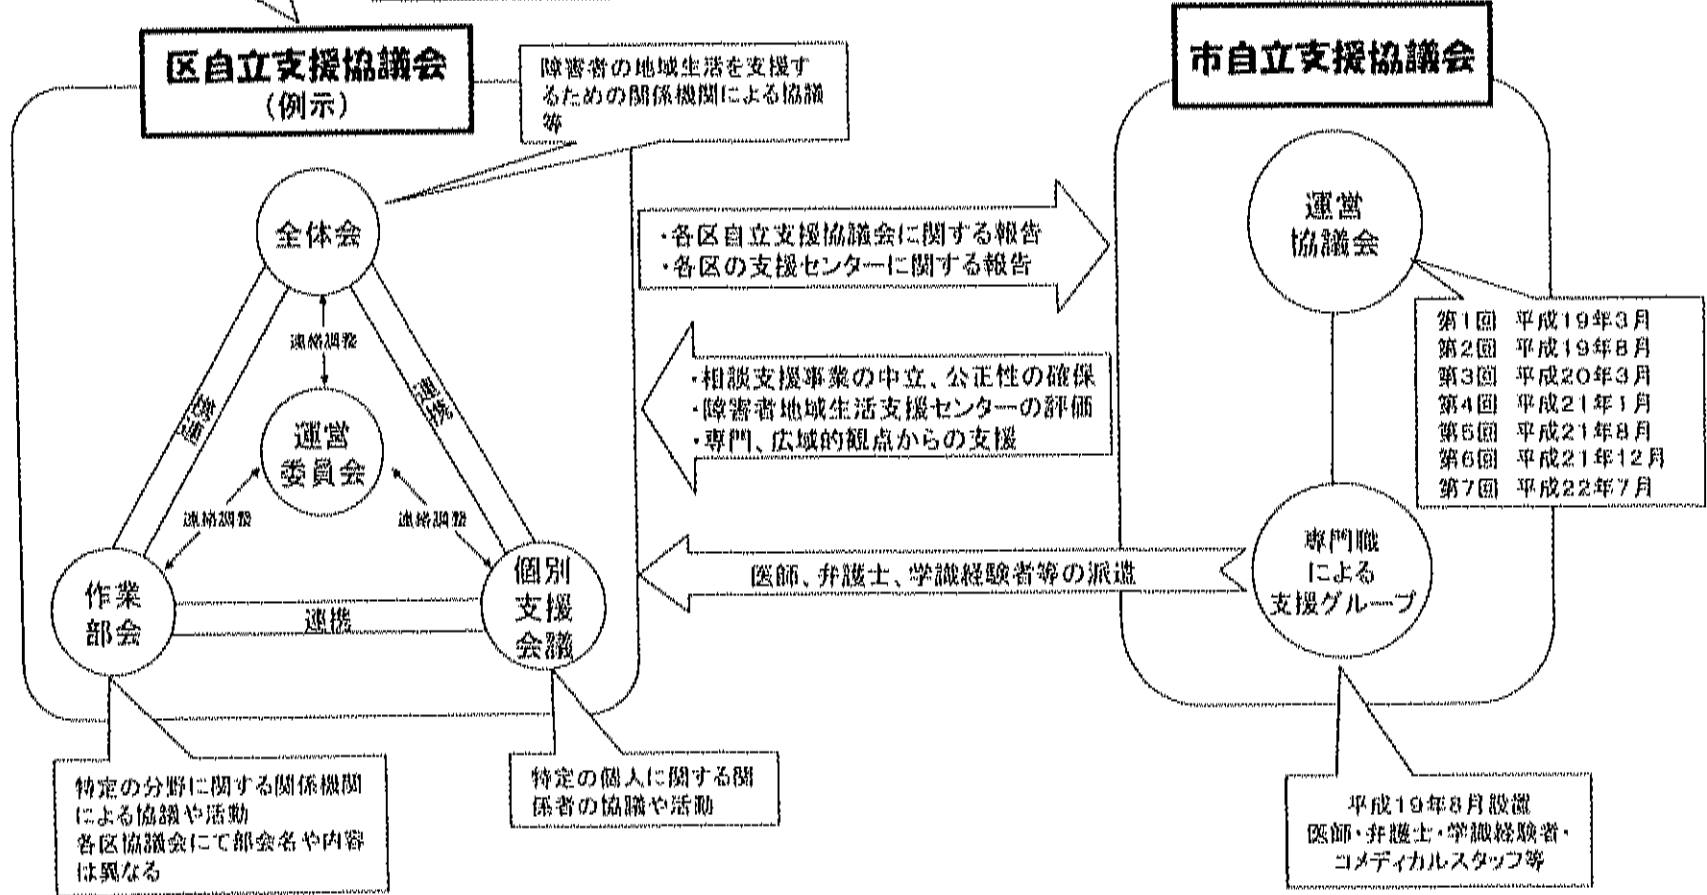 区自立支援協議会
(例示)
障害者の地域生活を支援す
るための関係機関による協議
等
市自立支援協議会
全体会
連絡調整
連携
連携
運営
委員会
連絡調整
連絡調整
作業
部会
連携
個別
支援
会議
・各区自立支援協議会に関する報告
・各区の支援センターに関する報告
・相談支援事業の中立、公正性の確保
・障害者地域生活支援センターの評価
・専門、広域的観点からの支援
医師、弁護士、学識経験者等の派遣
運営
協議会
第1回 平成19年3月
第2回 平成19年8月
第3回 平成20年3月
第4回 平成21年1月
第5回 平成21年8月
第6回 平成21年12月
第7回 平成22年7月
専門職
による
支援グループ
特定の分野に関する関係機関
による協議や活動
各区協議会にて部会名や内容
は異なる
特定の個人に関する関
係者の協議や活動
平成19年8月設置
医師・弁護士・学識経験者・
コメディカルスタッフ等